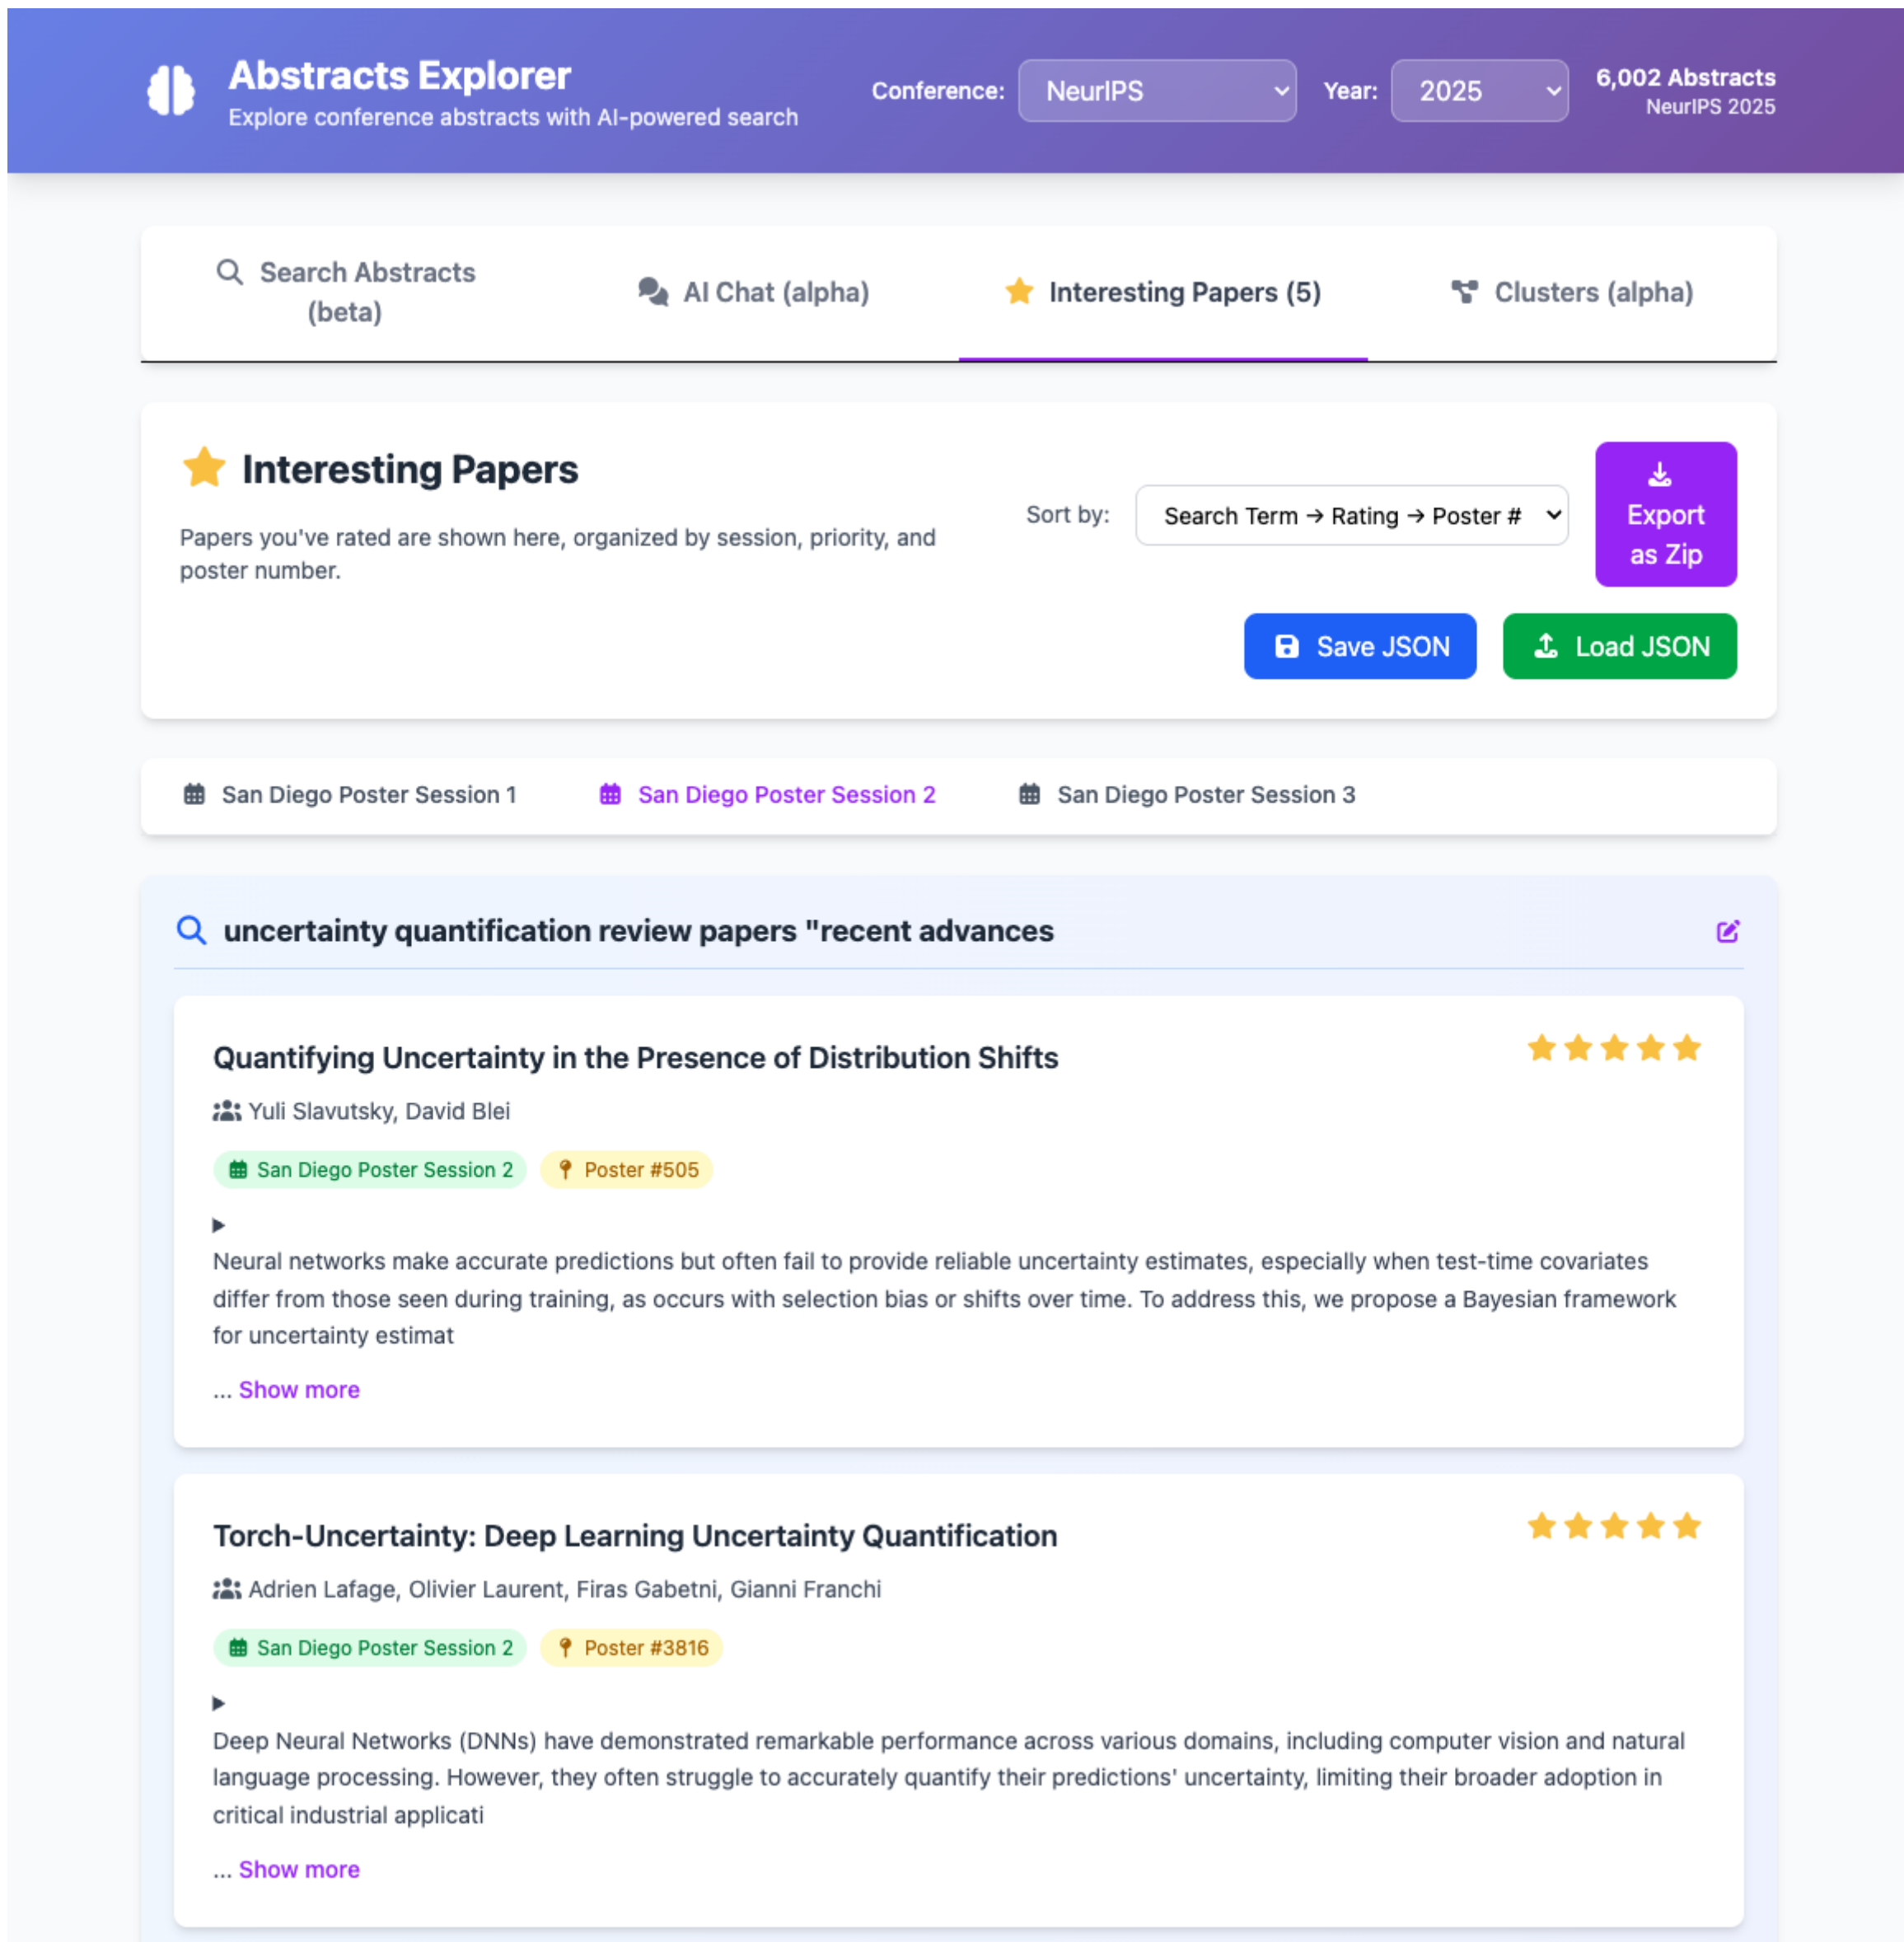 Abstracts Explorer
Explore conference abstracts with AI-powered search
Conference: NeurIPS Year: 2025
6,002 Abstracts
NeurIPS 2025
Search Abstracts
(beta)
AI Chat (alpha)
Interesting Papers (5)
Clusters (alpha)
Interesting Papers
Papers you've rated are shown here, organized by session, priority, and
poster number.
Sort by: Search Term → Rating → Poster #
Export
as Zip
Save JSON
Load JSON
San Diego Poster Session 1
San Diego Poster Session 2
San Diego Poster Session 3
uncertainty quantification review papers "recent advances
Quantifying Uncertainty in the Presence of Distribution Shifts
Yuli Slavutsky, David Blei
San Diego Poster Session 2
Poster #505
Neural networks make accurate predictions but often fail to provide reliable uncertainty estimates, especially when test-time covariates
differ from those seen during training, as occurs with selection bias or shifts over time. To address this, we propose a Bayesian framework
for uncertainty estimat
... Show more
Torch-Uncertainty: Deep Learning Uncertainty Quantification
Adrien Lafage, Olivier Laurent, Firas Gabetni, Gianni Franchi
San Diego Poster Session 2
Poster #3816
Deep Neural Networks (DNNs) have demonstrated remarkable performance across various domains, including computer vision and natural
language processing. However, they often struggle to accurately quantify their predictions' uncertainty, limiting their broader adoption in
critical industrial applicati
... Show more